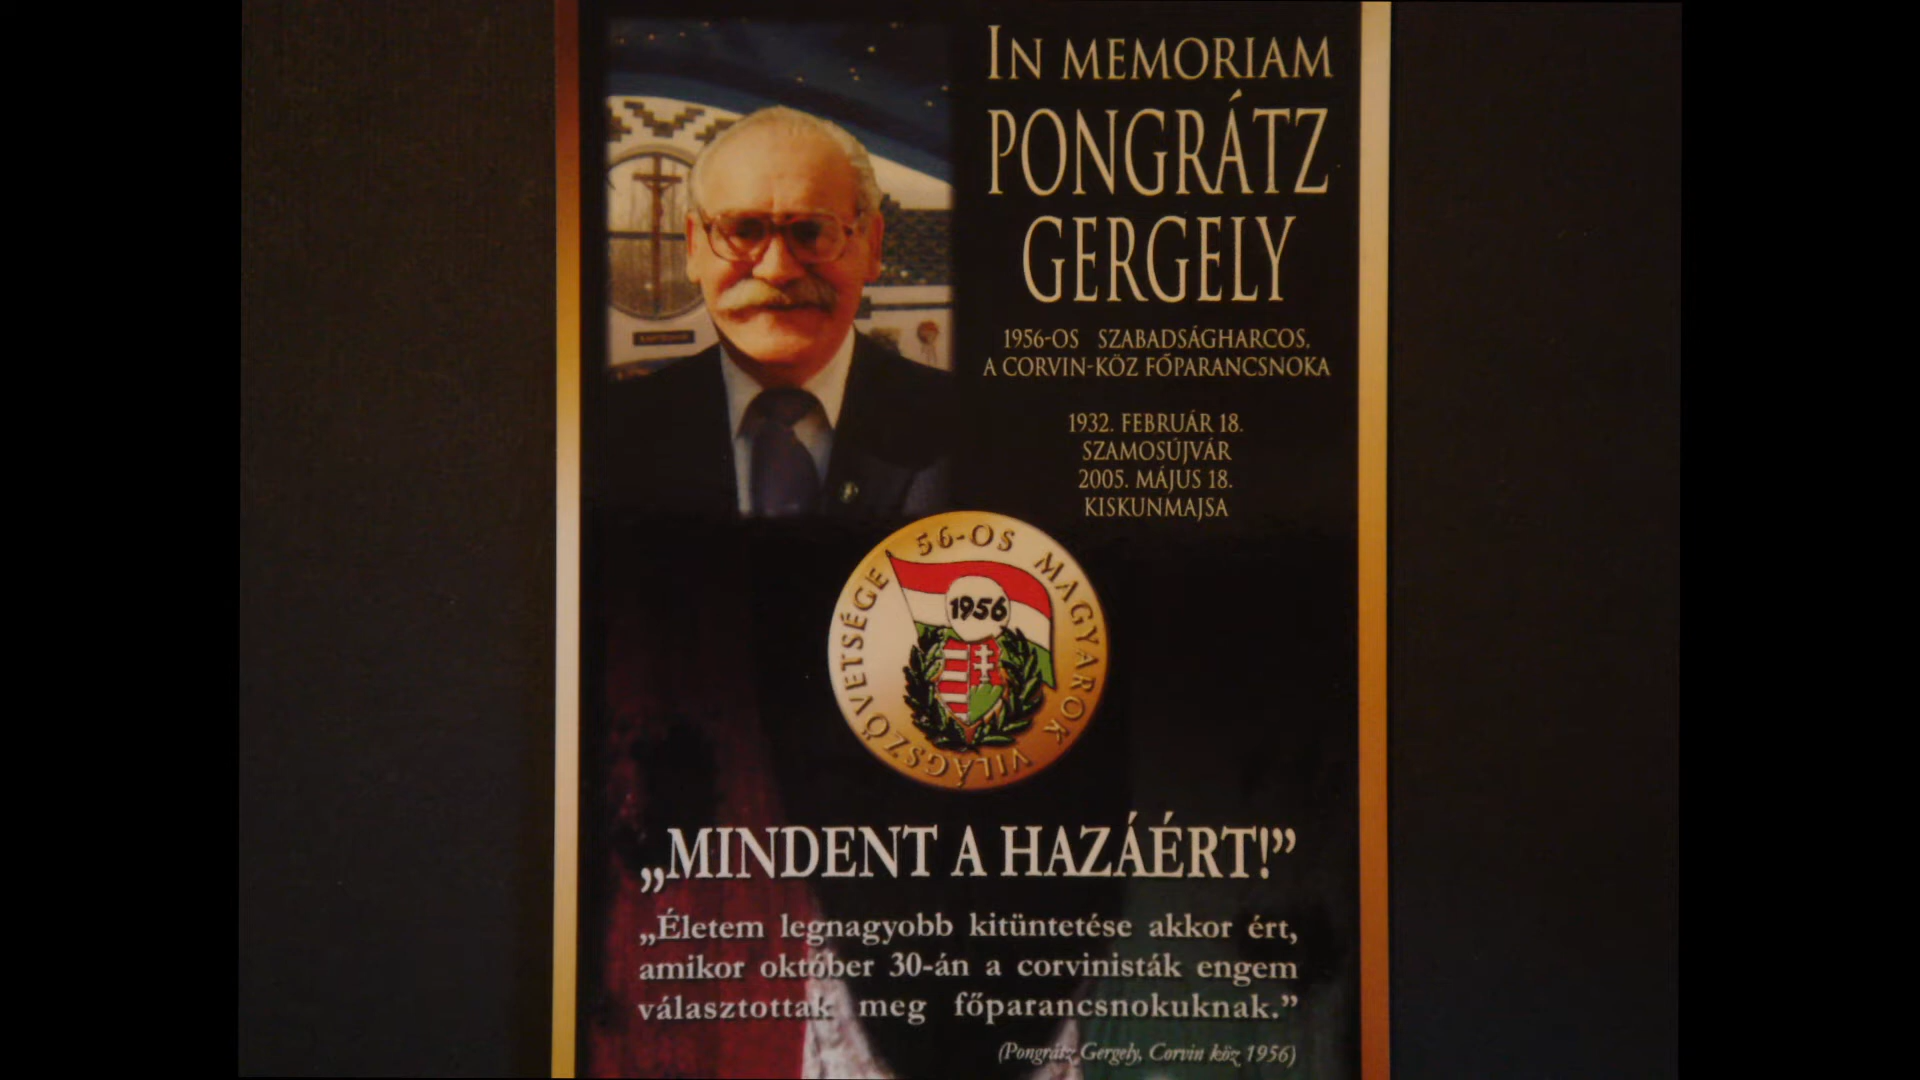 IN MEMORIAM
PONGRÁTZ
GERGELY
1956-OS SZABADSÁGHARCOS,
A CORVIN-KÖZ FŐPARANCSNOKA
1932. FEBRUÁR 18.
SZAMOSÚJVÁR
2005. MÁJUS 18.
KISKUNMAJSA
56-OS MAGYAROK VILÁGSZÖVETSÉGE
1956
„MINDENT A HAZÁÉRT!”
„Életem legnagyobb kitüntetése akkor ért,
amikor október 30-án a corvinisták engem
választottak meg főparancsnokuknak.”
(Pongrátz Gergely, Corvin köz 1956)